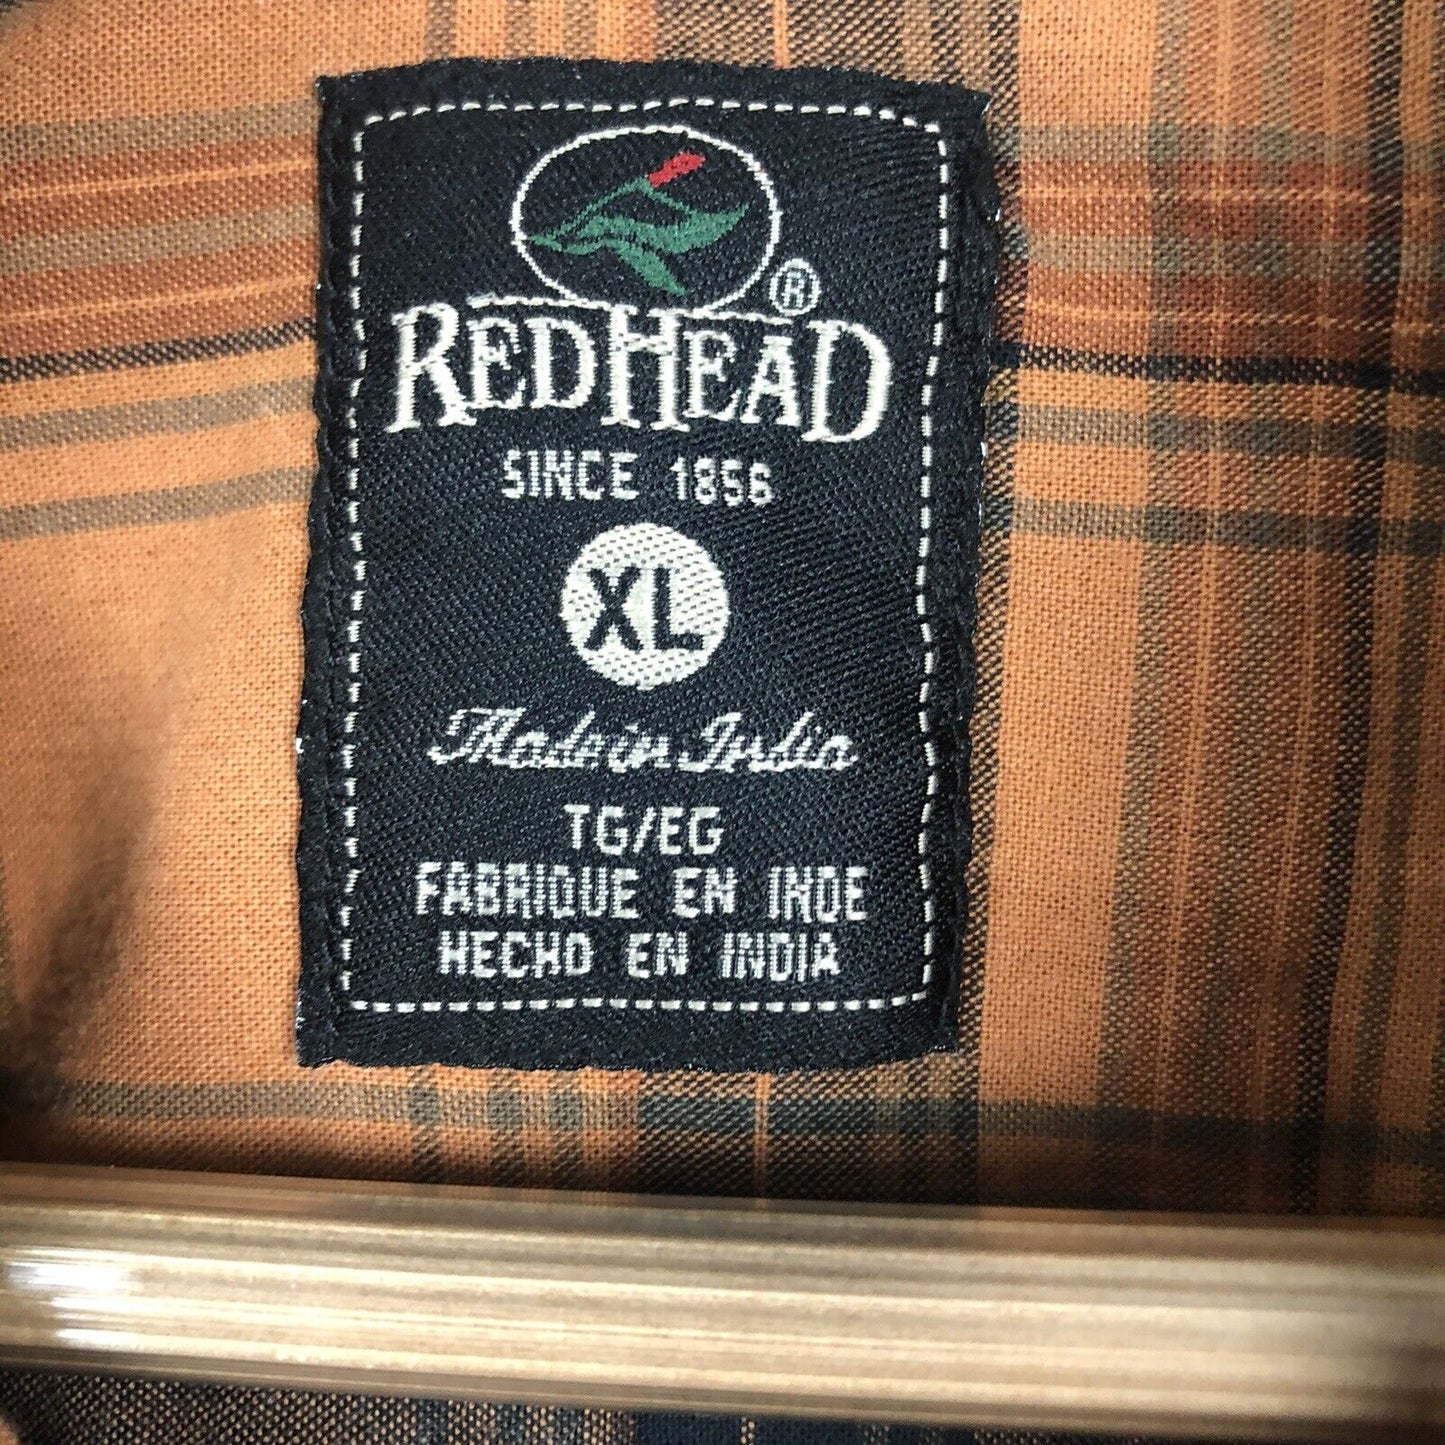 ®
REDHEAD
SINCE 1856
XL
Made in India
TG/EG
FABRIQUE EN INDE
HECHO EN INDIA